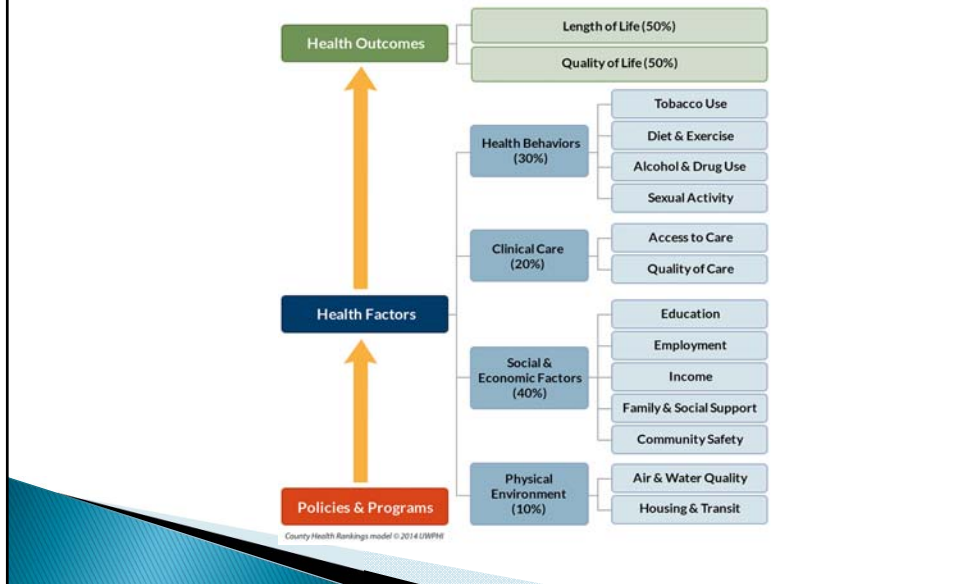 Health Outcomes
Length of Life (50%)
Quality of Life (50%)
Health Behaviors
(30%)
Tobacco Use
Diet & Exercise
Alcohol & Drug Use
Sexual Activity
Clinical Care
(20%)
Access to Care
Quality of Care
Health Factors
Social &
Economic Factors
(40%)
Education
Employment
Income
Family & Social Support
Community Safety
Physical
Environment
(10%)
Air & Water Quality
Housing & Transit
Policies & Programs
County Health Rankings model © 2014 UWPHI